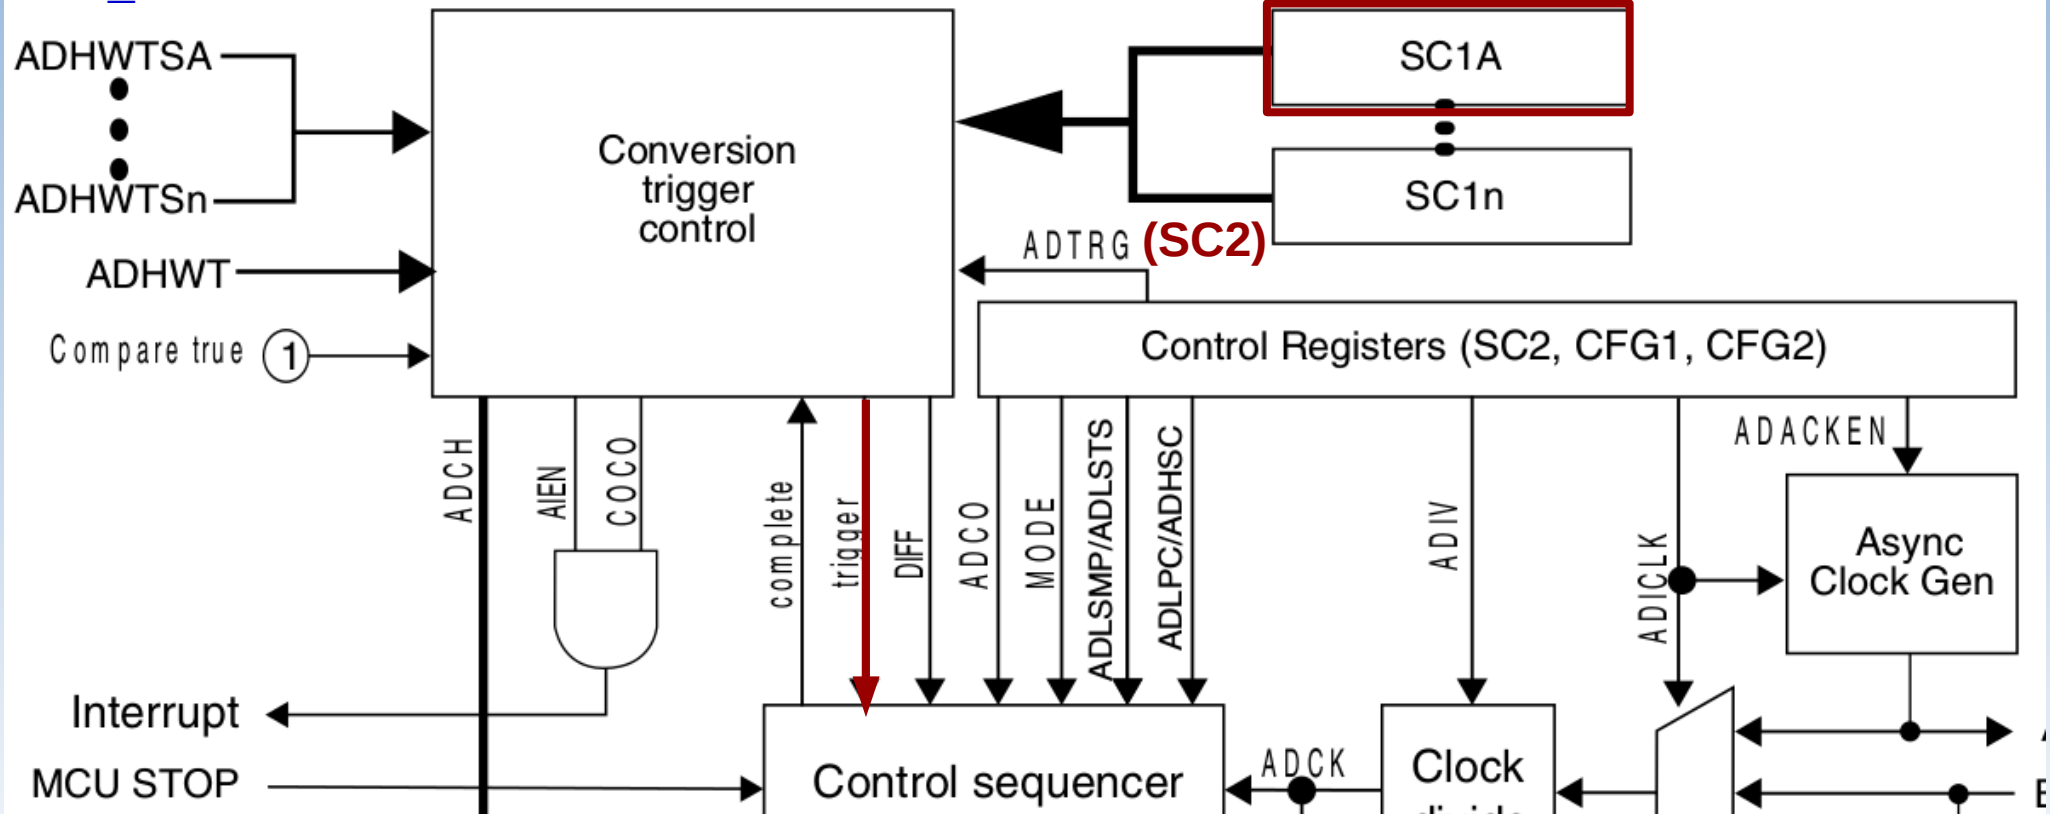 ADHWTSA
ADHWTSn
ADHWT
Compare true
1
Conversion
trigger
control
SC1A
SC1n
ADTRG (SC2)
Control Registers (SC2, CFG1, CFG2)
ADCH
AIEN
COCO
complete
trigger
DIFF
ADCO
MODE
ADLSMP/ADLSTS
ADLPC/ADHSC
ADIV
ADICLK
ADACKEN
Async
Clock Gen
Interrupt
MCU STOP
Control sequencer
ADCK
Clock